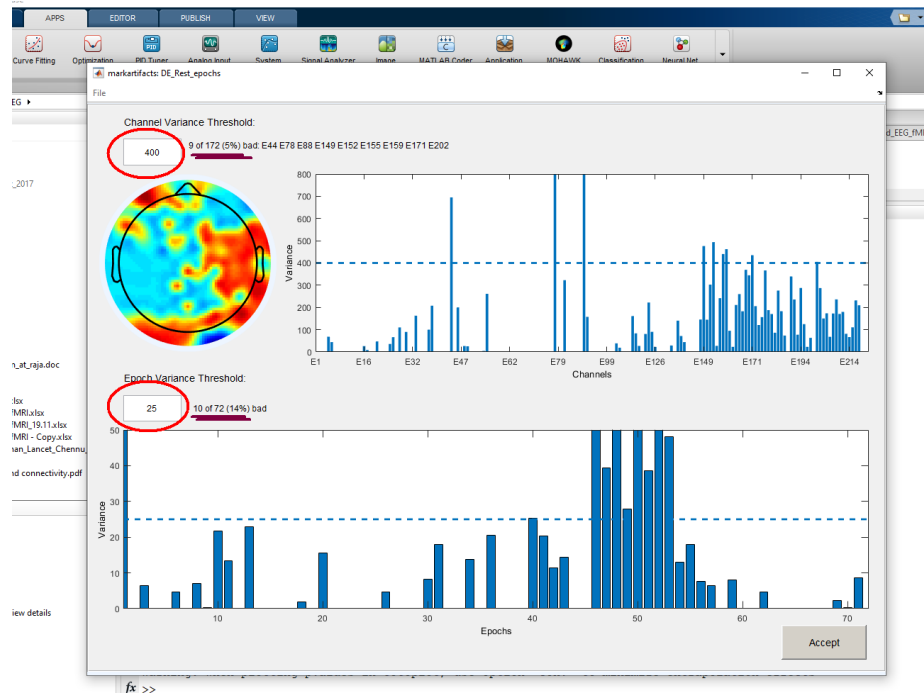 APPS EDITOR PUBLISH VIEW
Curve Fitting Optimization PID Tuner Analog Input System Signal Analyzer Image MATLAB Coder Application MOHAWK Classification Neural Net
markartifacts: DE_Rest_epochs
File
EG
d_EEG_fMRI
_2017
Channel Variance Threshold:
400
9 of 172 (5%) bad: E44 E78 E88 E149 E152 E155 E159 E171 E202
800
700
600
500
400
300
200
100
0
Variance
E1 E16 E32 E47 E62 E79 E99 E126 E149 E171 E194 E214
Channels
n_at_raja.doc
lsx
fMRI.xlsx
fMRI_19.11.xlsx
fMRI - Copy.xlsx
nan_Lancet_Chennu_
nd connectivity.pdf
Epoch Variance Threshold:
25
10 of 72 (14%) bad
50
40
30
20
10
0
Variance
10 20 30 40 50 60 70
Epochs
iew details
Accept
fx >>